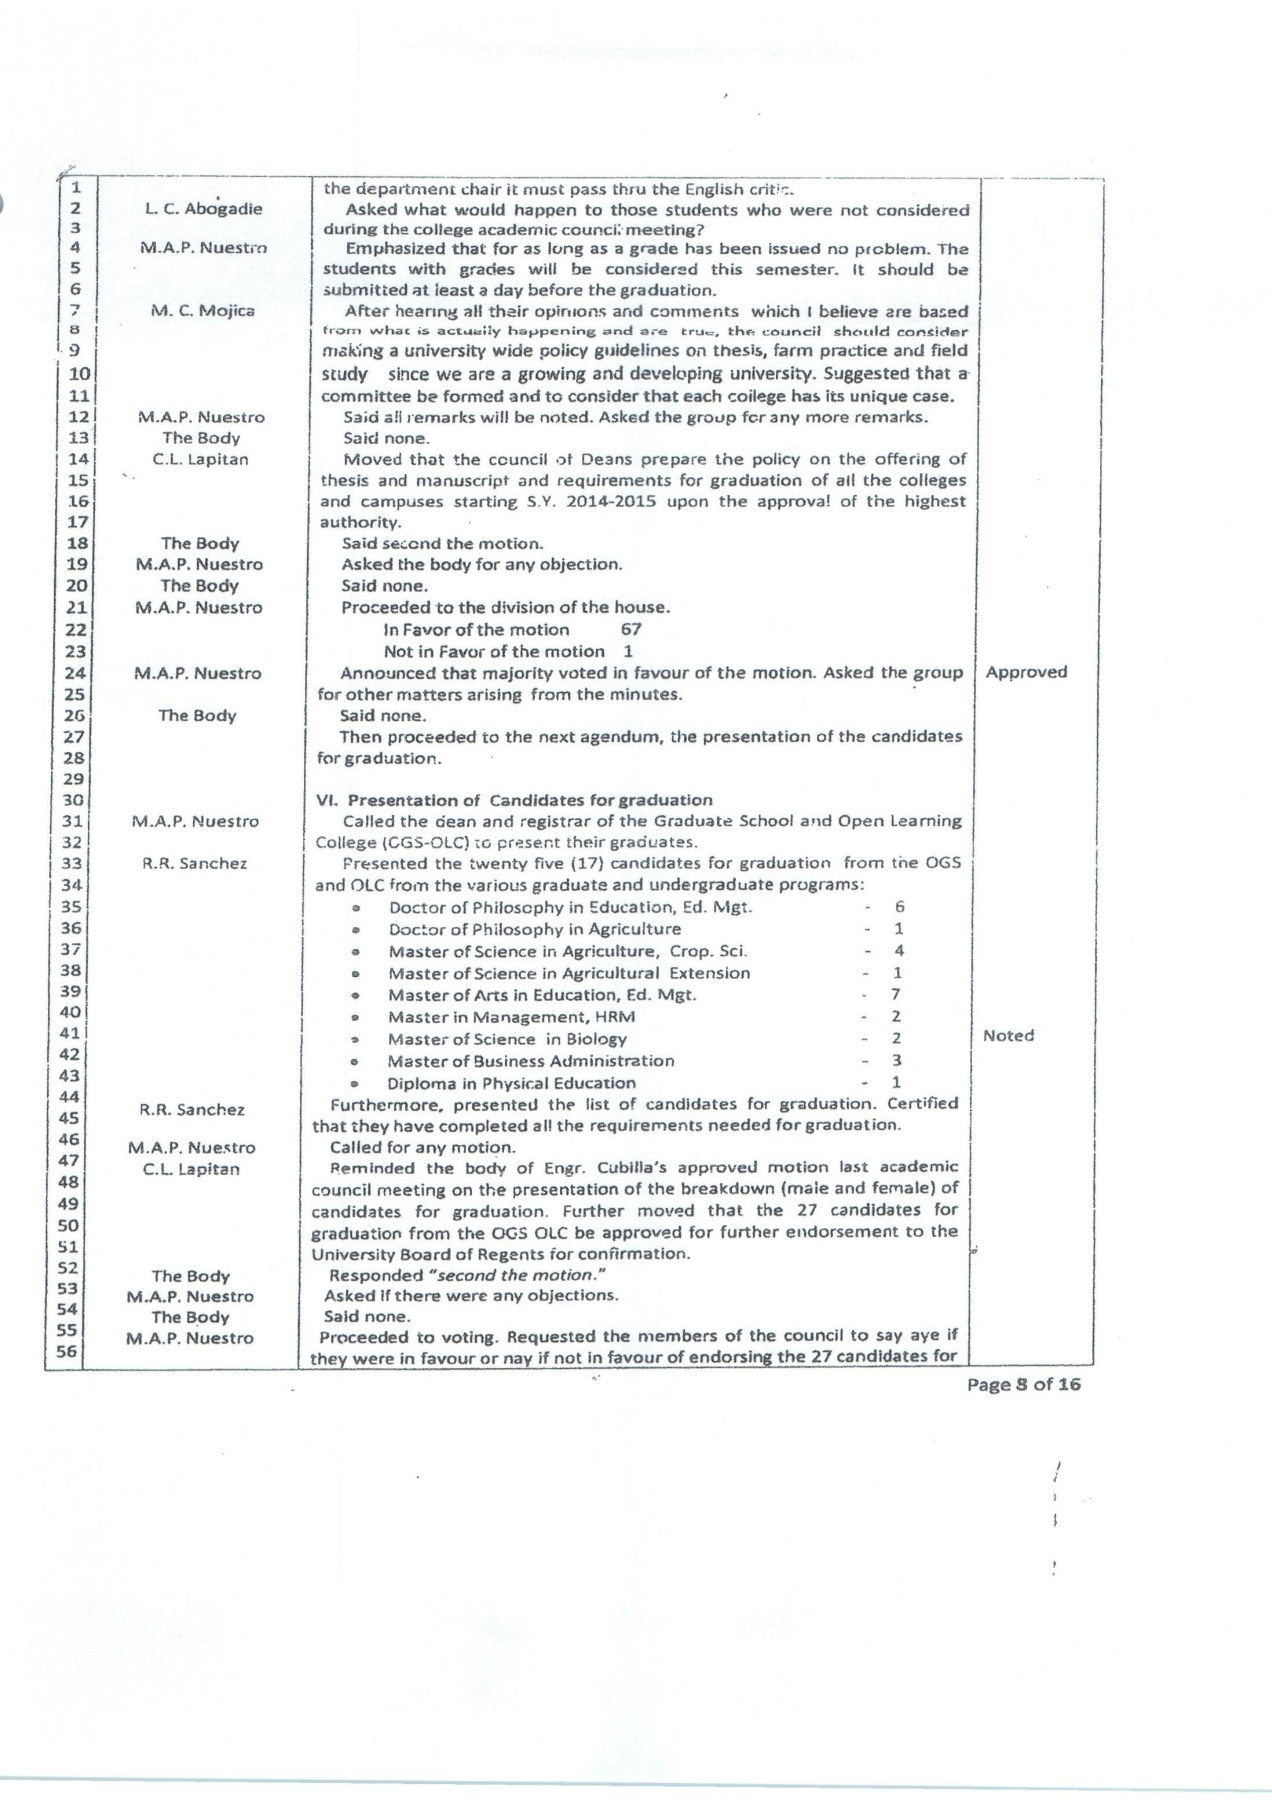 1 the department chair it must pass thru the English critic.
2 L. C. Abogadie Asked what would happen to those students who were not considered
3 during the college academic council meeting?
4 M.A.P. Nuestro Emphasized that for as long as a grade has been issued no problem. The
5 students with grades will be considered this semester. It should be
6 submitted at least a day before the graduation.
7 M. C. Mojica After hearing all their opinions and comments which I believe are based
8 from what is actually happening and are true, the council should consider
9 making a university wide policy guidelines on thesis, farm practice and field
10 study since we are a growing and developing university. Suggested that a
11 committee be formed and to consider that each college has its unique case.
12 M.A.P. Nuestro Said all remarks will be noted. Asked the group for any more remarks.
13 The Body Said none.
14 C.L. Lapitan Moved that the council of Deans prepare the policy on the offering of
15 thesis and manuscript and requirements for graduation of all the colleges
16 and campuses starting S.Y. 2014-2015 upon the approval of the highest
17 authority.
18 The Body Said second the motion.
19 M.A.P. Nuestro Asked the body for any objection.
20 The Body Said none.
21 M.A.P. Nuestro Proceeded to the division of the house.
22 In Favor of the motion 67
23 Not in Favor of the motion 1
24 M.A.P. Nuestro Announced that majority voted in favour of the motion. Asked the group Approved
25 for other matters arising from the minutes.
26 The Body Said none.
27 Then proceeded to the next agendum, the presentation of the candidates
28 for graduation.
29
30 VI. Presentation of Candidates for graduation
31 M.A.P. Nuestro Called the dean and registrar of the Graduate School and Open Learning
32 College (CGS-OLC) to present their graduates.
33 R.R. Sanchez Presented the twenty five (17) candidates for graduation from the OGS
34 and OLC from the various graduate and undergraduate programs:
35 • Doctor of Philosophy in Education, Ed. Mgt. - 6
36 • Doctor of Philosophy in Agriculture - 1
37 • Master of Science in Agriculture, Crop. Sci. - 4
38 • Master of Science in Agricultural Extension - 1
39 • Master of Arts in Education, Ed. Mgt. - 7
40 • Master in Management, HRM - 2
41 • Master of Science in Biology - 2 Noted
42 • Master of Business Administration - 3
43 • Diploma in Physical Education - 1
44 Furthermore, presented the list of candidates for graduation. Certified
45 R.R. Sanchez that they have completed all the requirements needed for graduation.
46 M.A.P. Nuestro Called for any motion.
47 C.L. Lapitan Reminded the body of Engr. Cubilla's approved motion last academic
48 council meeting on the presentation of the breakdown (male and female) of
49 candidates for graduation. Further moved that the 27 candidates for
50 graduation from the OGS OLC be approved for further endorsement to the
51 University Board of Regents for confirmation.
52 The Body Responded "second the motion."
53 M.A.P. Nuestro Asked if there were any objections.
54 The Body Said none.
55 M.A.P. Nuestro Proceeded to voting. Requested the members of the council to say aye if
56 they were in favour or nay if not in favour of endorsing the 27 candidates for
Page 8 of 16